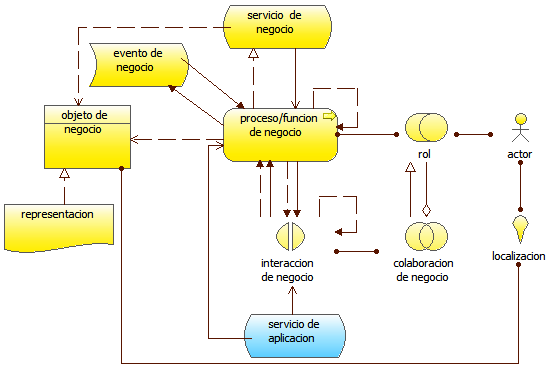 servicio de
negocio
evento de
negocio
objeto de
negocio
proceso/funcion
de negocio
rol
actor
representacion
interaccion
de negocio
colaboracion
de negocio
localizacion
servicio de
aplicacion